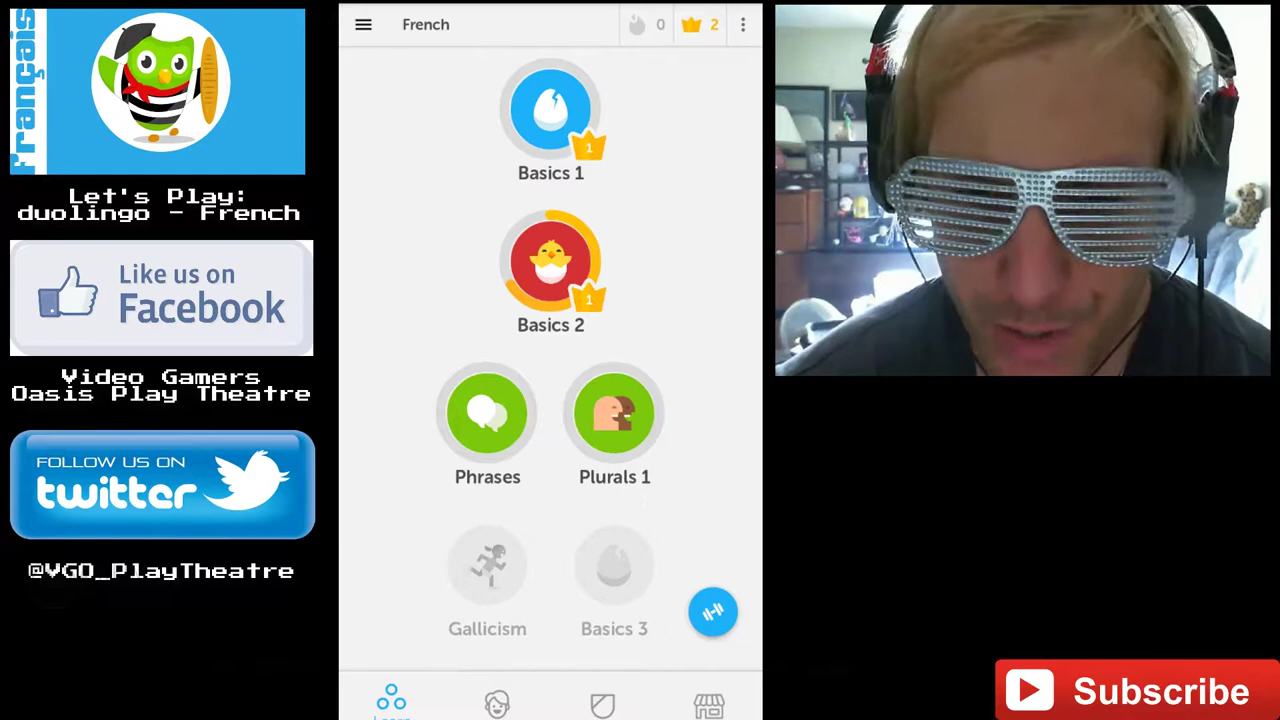 français
Let's Play:
duolingo - French
Like us on
Facebook
Video Gamers
Oasis Play Theatre
FOLLOW US ON
twitter
@VGO_PlayTheatre
French
0
2
1
Basics 1
1
Basics 2
Phrases
Plurals 1
Gallicism
Basics 3
Learn
Subscribe